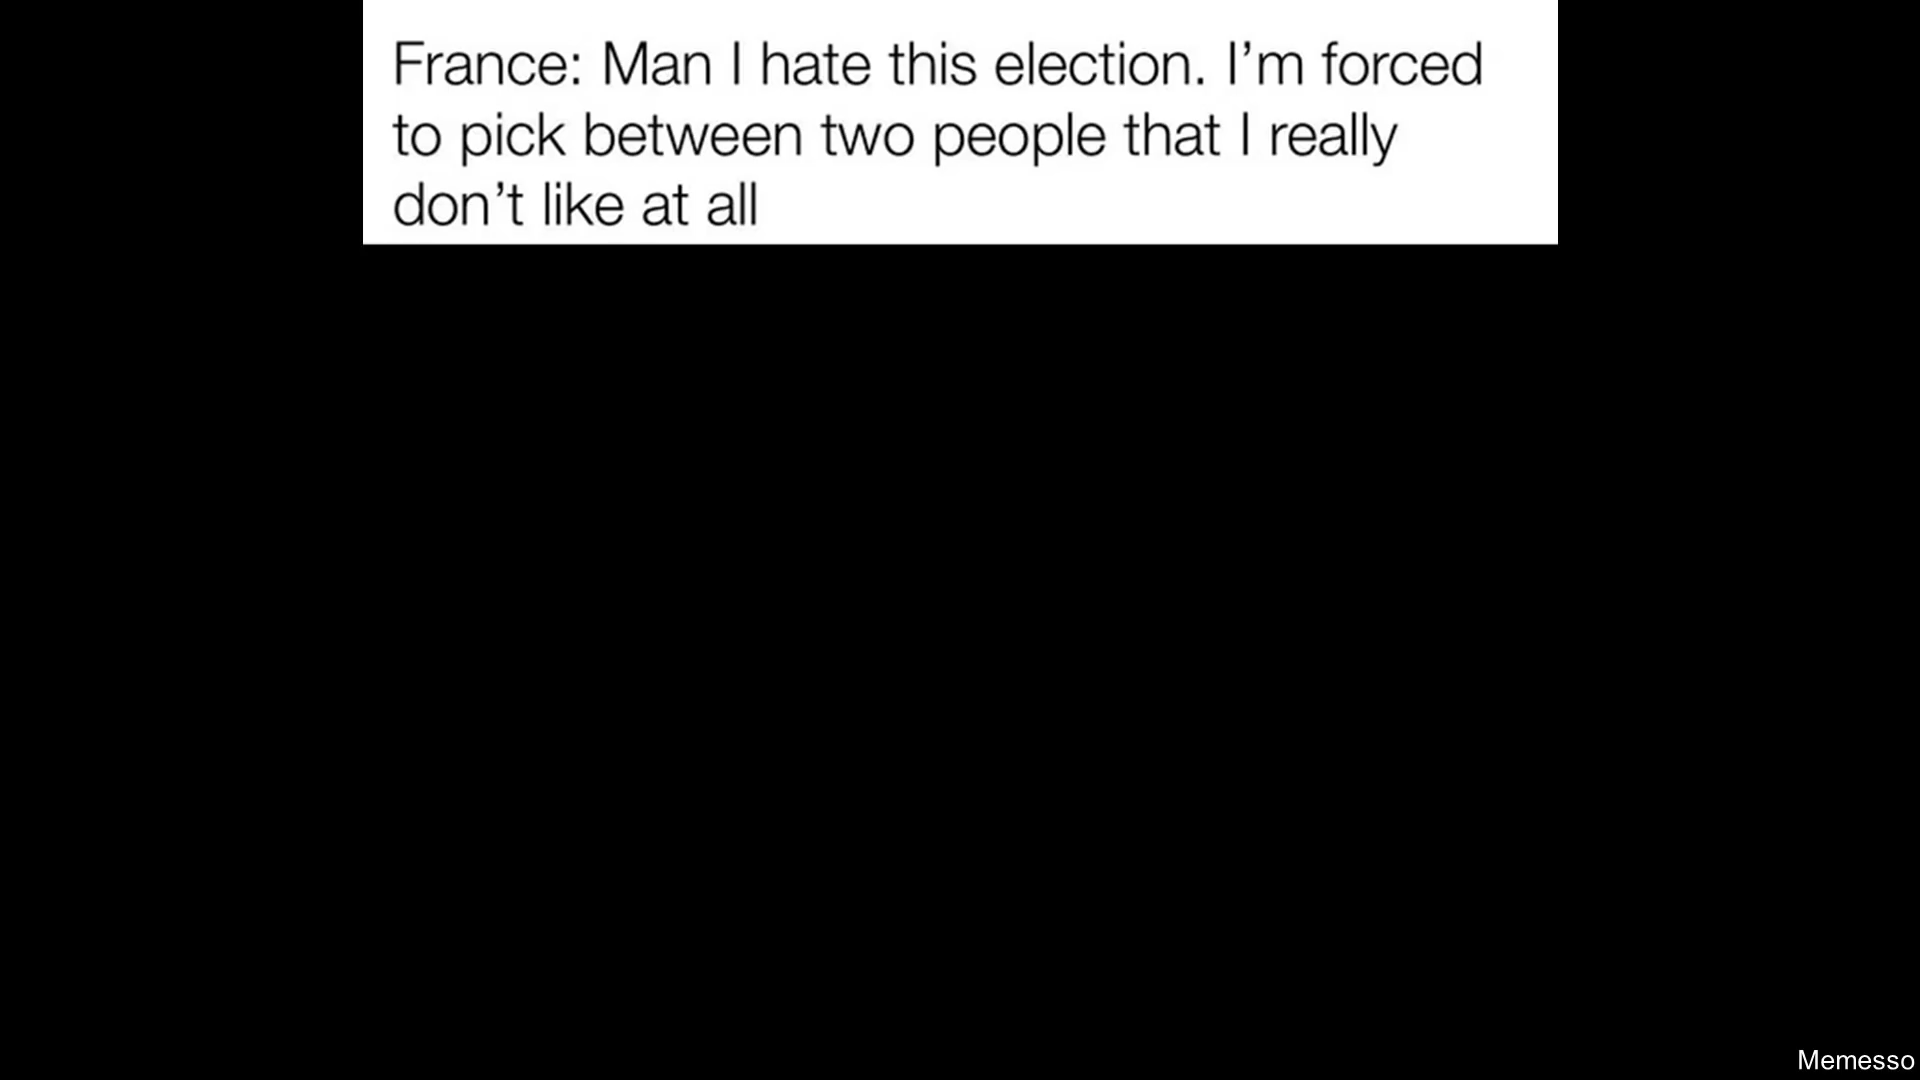 France: Man I hate this election. I’m forced
to pick between two people that I really
don’t like at all
Memesso